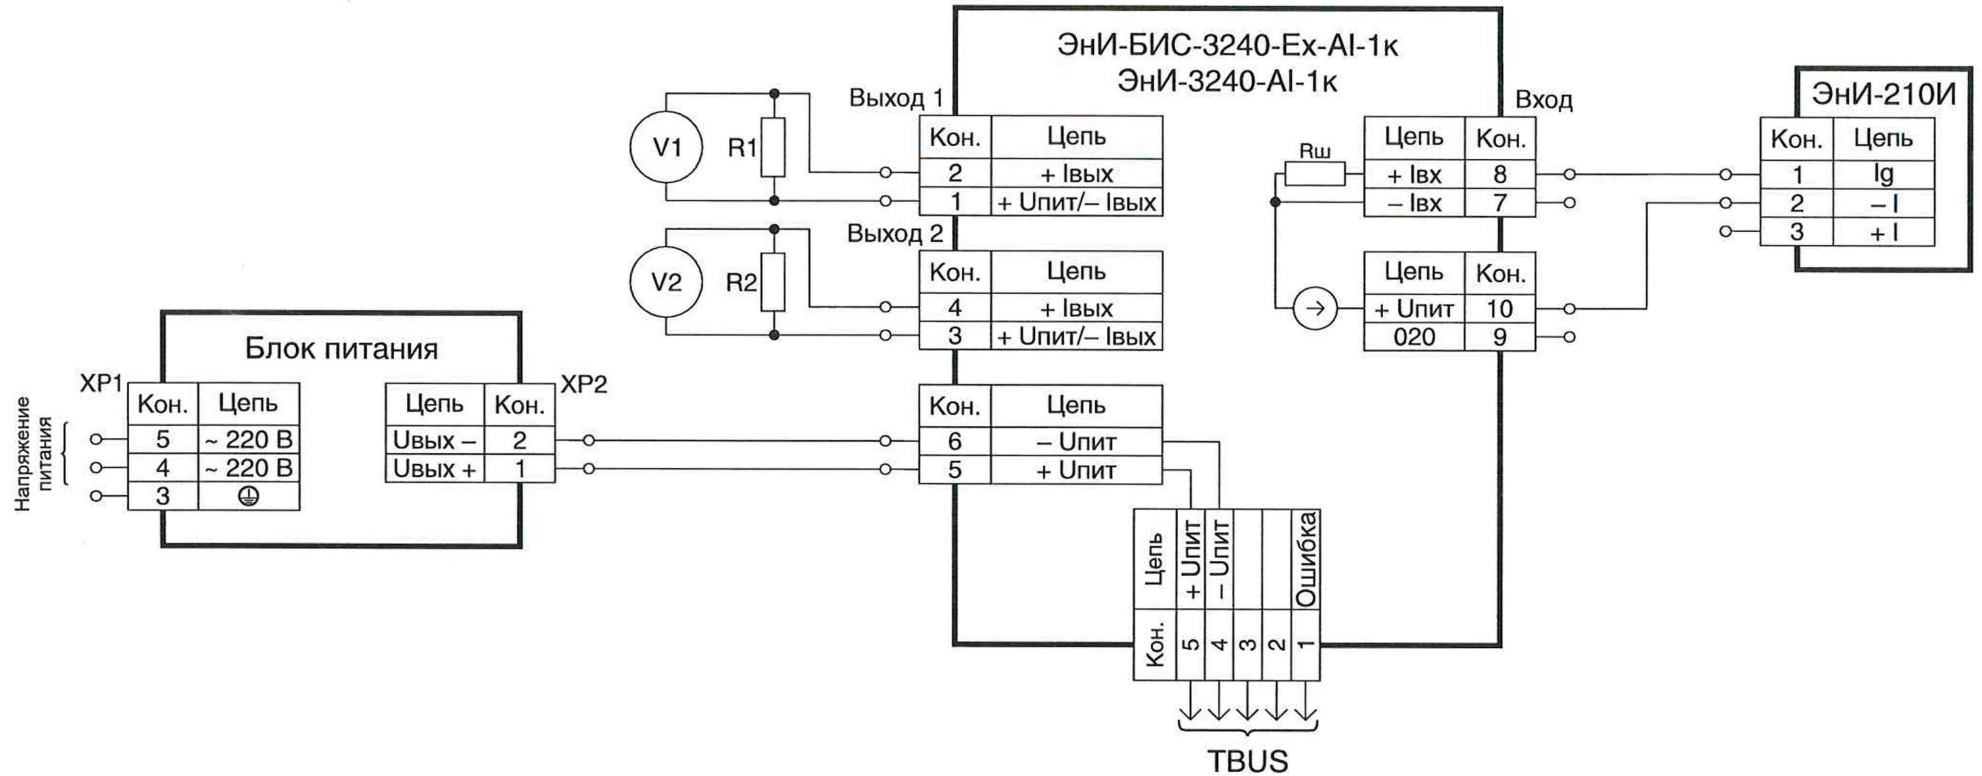 ЭнИ-БИС-3240-Ex-AI-1к
ЭнИ-3240-AI-1к
Выход 1
Кон. Цепь
2 + Iвых
1 + Uпит/– Iвых
V1 R1
Выход 2
Кон. Цепь
4 + Iвых
3 + Uпит/– Iвых
V2 R2
Вход
Rш
Цепь Кон.
+ Iвх 8
– Iвх 7
Цепь Кон.
+ Uпит 10
020 9
ЭнИ-210И
Кон. Цепь
1 Ig
2 – I
3 + I
Блок питания
XP1
Кон. Цепь
5 ~ 220 В
4 ~ 220 В
3
Напряжение
питания
XP2
Цепь Кон.
Uвых – 2
Uвых + 1
Кон. Цепь
6 – Uпит
5 + Uпит
Цепь + Uпит – Uпит Ошибка
Кон. 5 4 3 2 1
TBUS